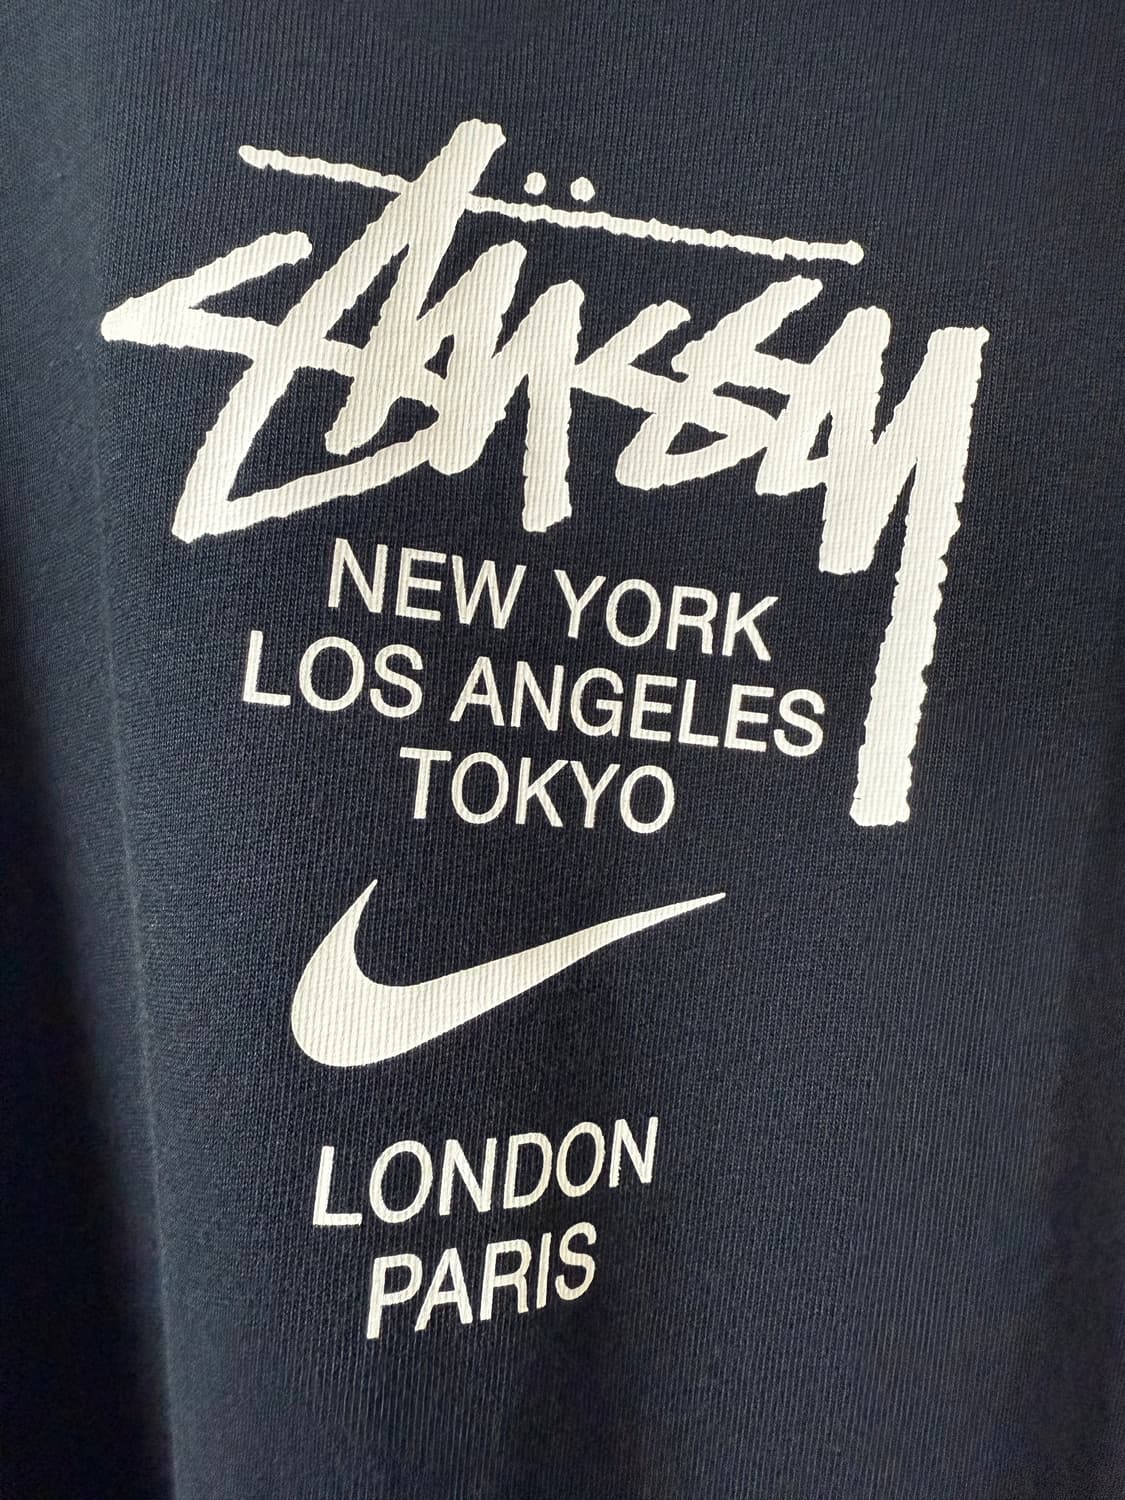 Stüssy
NEW YORK
LOS ANGELES
TOKYO
LONDON
PARIS